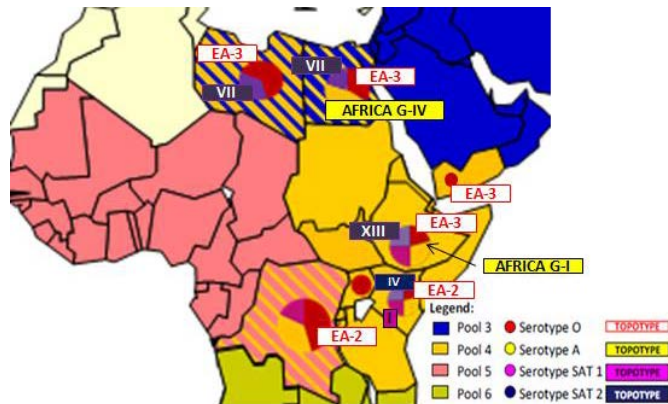 EA-3
VII
VII
EA-3
AFRICA G-IV
EA-3
XIII
EA-3
AFRICA G-I
IV
EA-2
I
EA-2
Legend:
Pool 3 Serotype O TOPOTYPE
Pool 4 Serotype A TOPOTYPE
Pool 5 Serotype SAT 1 TOPOTYPE
Pool 6 Serotype SAT 2 TOPOTYPE